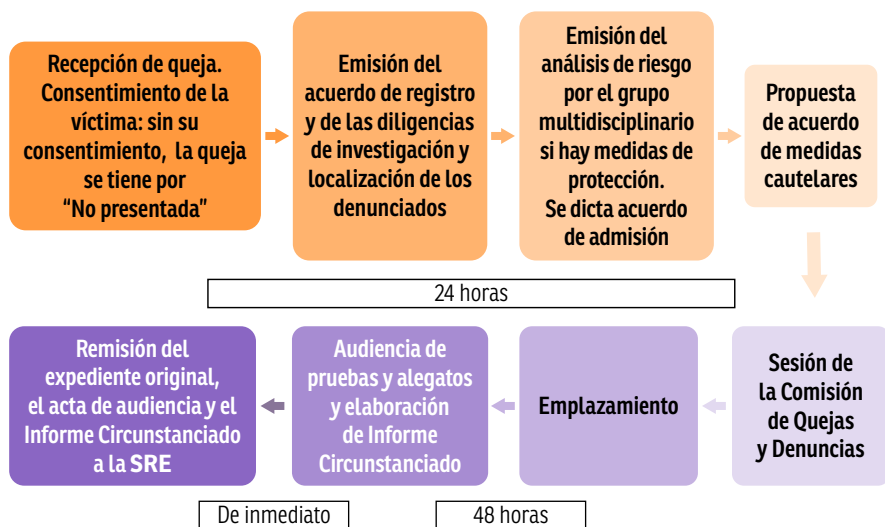 Recepción de queja.
Consentimiento de la
víctima: sin su
consentimiento, la queja
se tiene por
“No presentada”
Emisión del
acuerdo de registro
y de las diligencias
de investigación y
localización de los
denunciados
Emisión del
análisis de riesgo
por el grupo
multidisciplinario
si hay medidas de
protección.
Se dicta acuerdo
de admisión
Propuesta
de acuerdo
de medidas
cautelares
24 horas
Sesión de
la Comisión
de Quejas
y Denuncias
Emplazamiento
Audiencia de
pruebas y alegatos
y elaboración
de Informe
Circunstanciado
Remisión del
expediente original,
el acta de audiencia y el
Informe Circunstanciado
a la SRE
De inmediato
48 horas